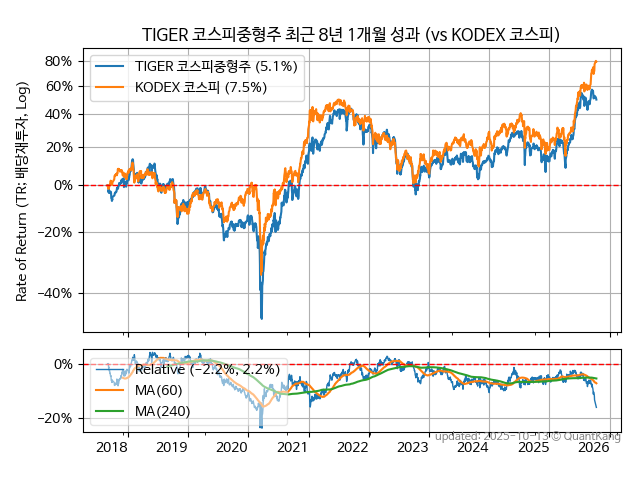 TIGER 코스피중형주 최근 8년 1개월 성과 (vs KODEX 코스피)
Rate of Return (TR: 배당재투자, Log)
80%
60%
40%
20%
0%
−20%
−40%
TIGER 코스피중형주 (5.1%)
KODEX 코스피 (7.5%)
0%
−20%
Relative (−2.2%-2.2%)
MA(60)
MA(240)
updated: 2025-10-13 © QuantKang
2018 2019 2020 2021 2022 2023 2024 2025 2026